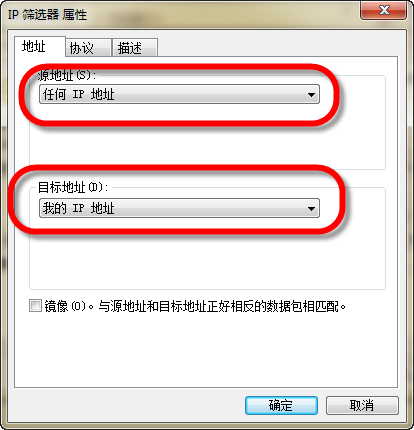 IP 筛选器 属性
地址 协议 描述
源地址(S):
任何 IP 地址
目标地址(D):
我的 IP 地址
镜像(O)。与源地址和目标地址正好相反的数据包相匹配。
确定 取消